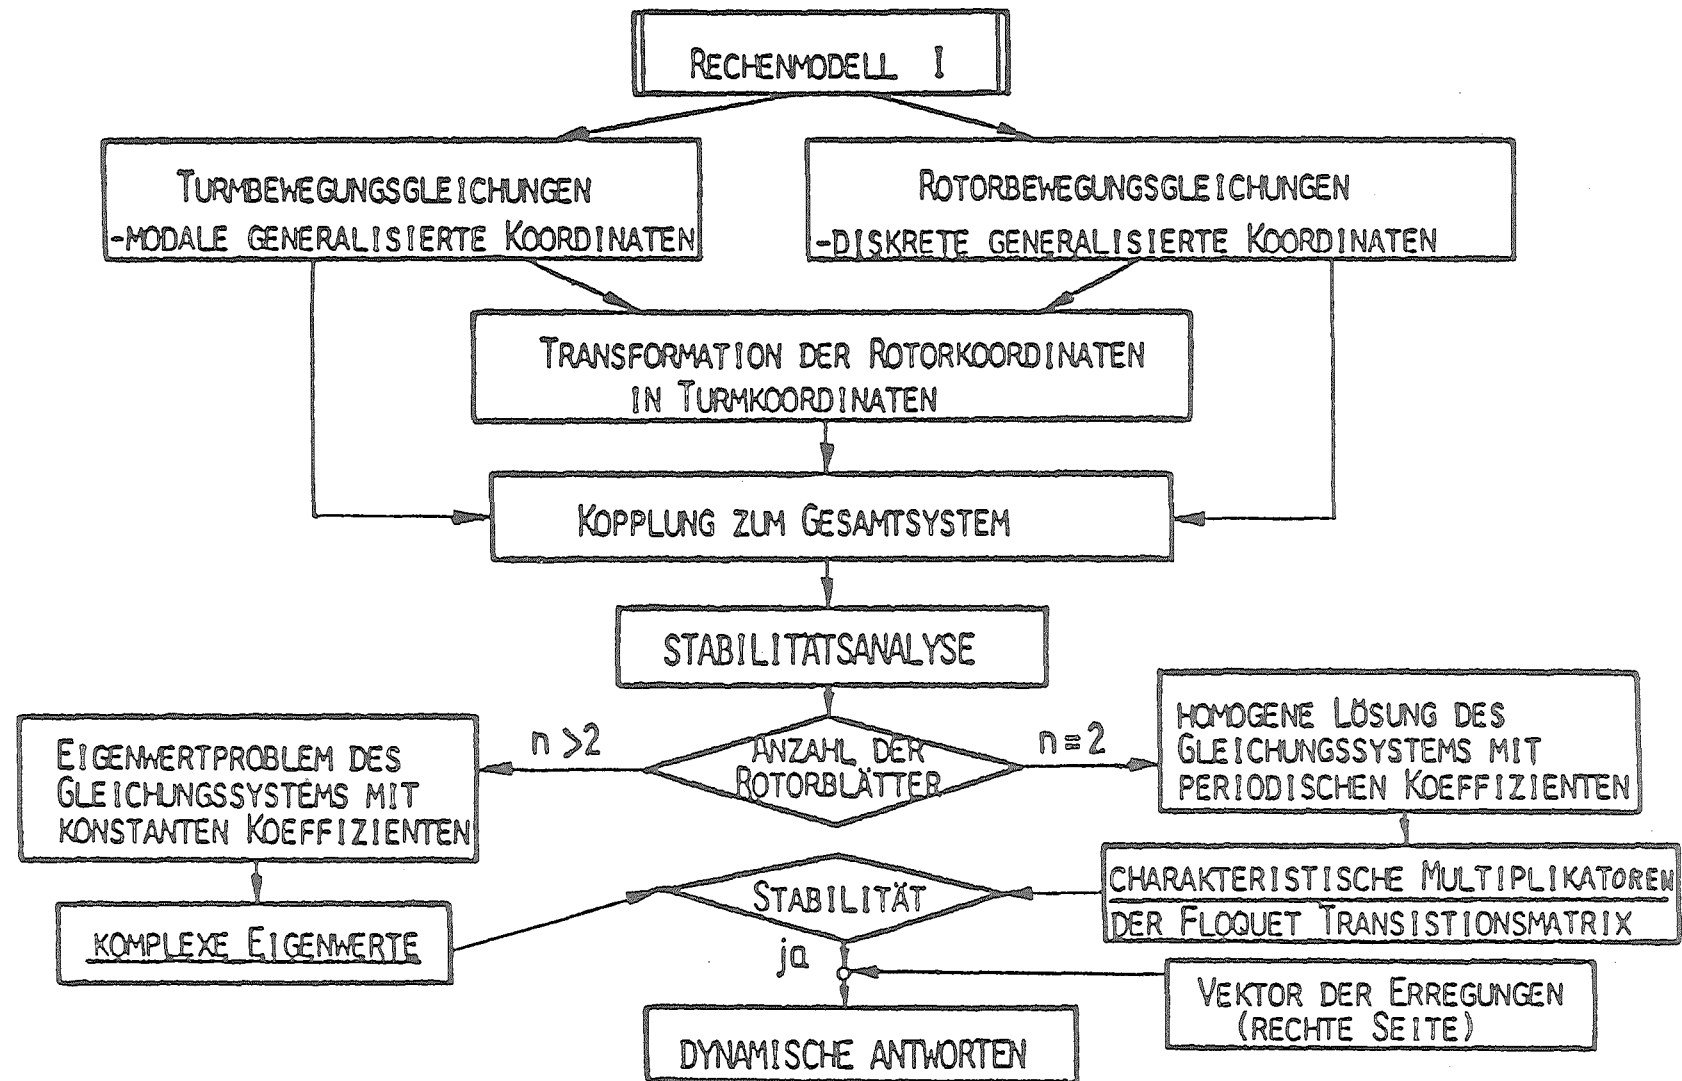 RECHENMODELL I
TURMBEWEGUNGSGLEICHUNGEN
-MODALE GENERALISIERTE KOORDINATEN
ROTORBEWEGUNGSGLEICHUNGEN
-DISKRETE GENERALISIERTE KOORDINATEN
TRANSFORMATION DER ROTORKOORDINATEN
IN TURMKOORDINATEN
KOPPLUNG ZUM GESAMTSYSTEM
STABILITÄTSANALYSE
ANZAHL DER
ROTORBLÄTTER
n >2
n=2
EIGENWERTPROBLEM DES
GLEICHUNGSSYSTEMS MIT
KONSTANTEN KOEFFIZIENTEN
HOMOGENE LÖSUNG DES
GLEICHUNGSSYSTEMS MIT
PERIODISCHEN KOEFFIZIENTEN
KOMPLEXE EIGENWERTE
STABILITÄT
CHARAKTERISTISCHE MULTIPLIKATOREN
DER FLOQUET TRANSISTIONSMATRIX
ja
VEKTOR DER ERREGUNGEN
(RECHTE SEITE)
DYNAMISCHE ANTWORTEN